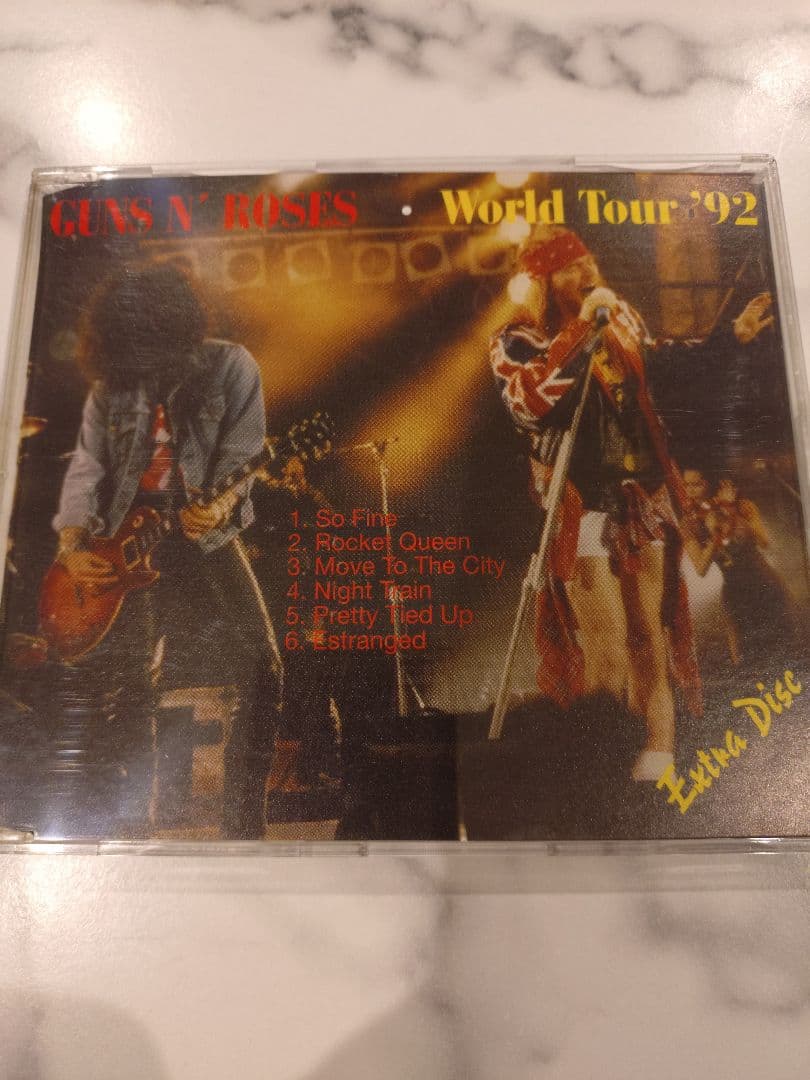 GUNS N´ ROSES • World Tour '92
1. So Fine
2. Rocket Queen
3. Move To The City
4. Night Train
5. Pretty Tied Up
6. Estranged
Extra Disc